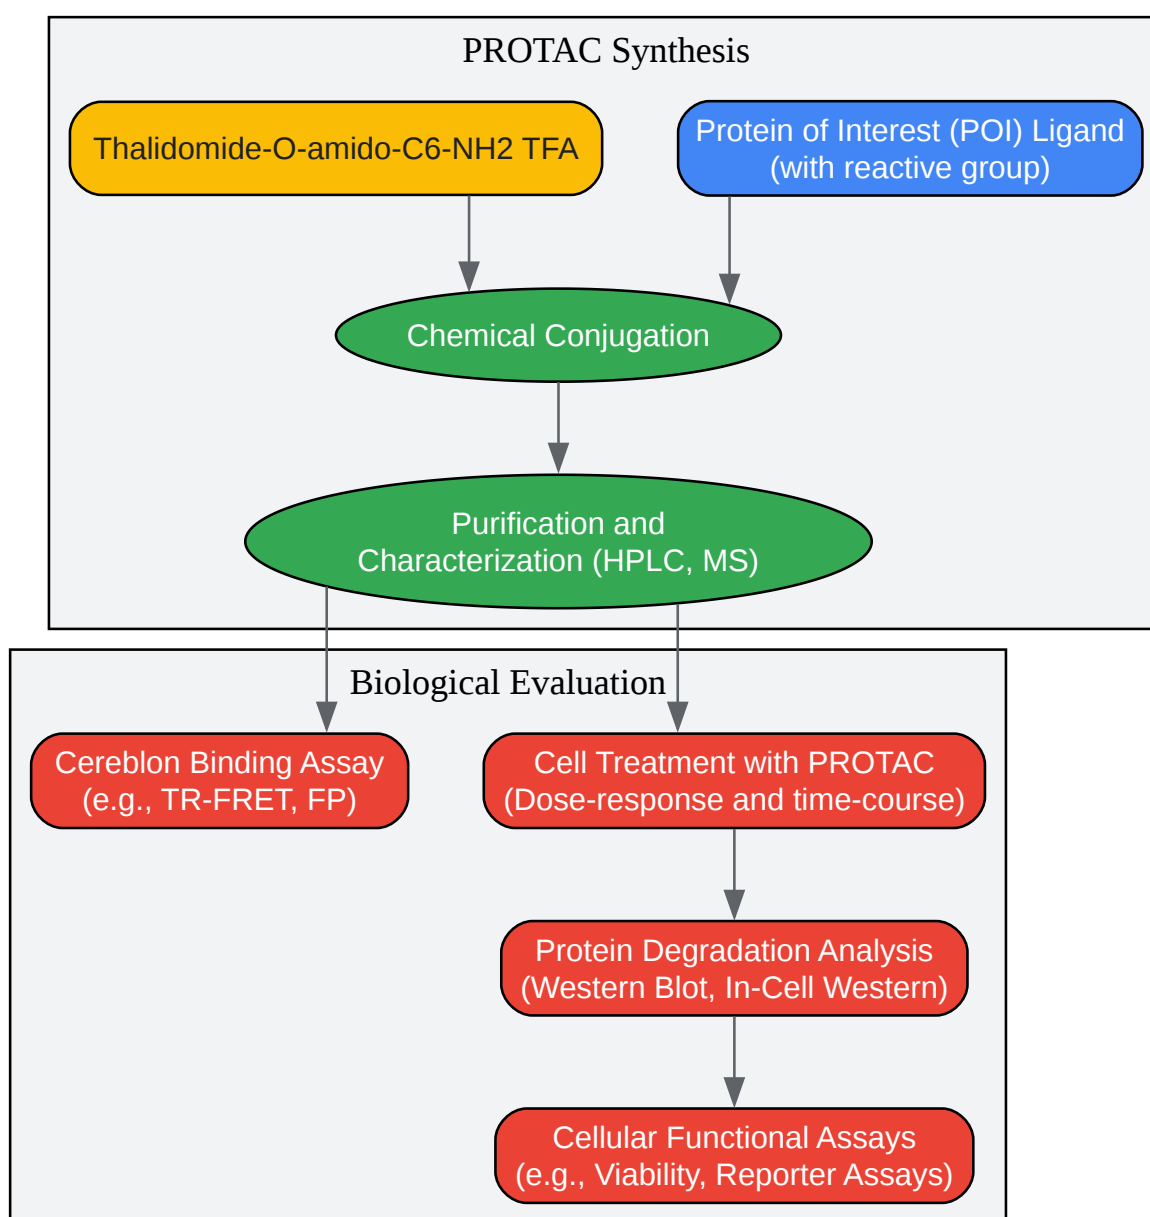 PROTAC Synthesis
Thalidomide-O-amido-C6-NH2 TFA
Protein of Interest (POI) Ligand
(with reactive group)
Chemical Conjugation
Purification and
Characterization (HPLC, MS)
Biological Evaluation
Cereblon Binding Assay
(e.g., TR-FRET, FP)
Cell Treatment with PROTAC
(Dose-response and time-course)
Protein Degradation Analysis
(Western Blot, In-Cell Western)
Cellular Functional Assays
(e.g., Viability, Reporter Assays)